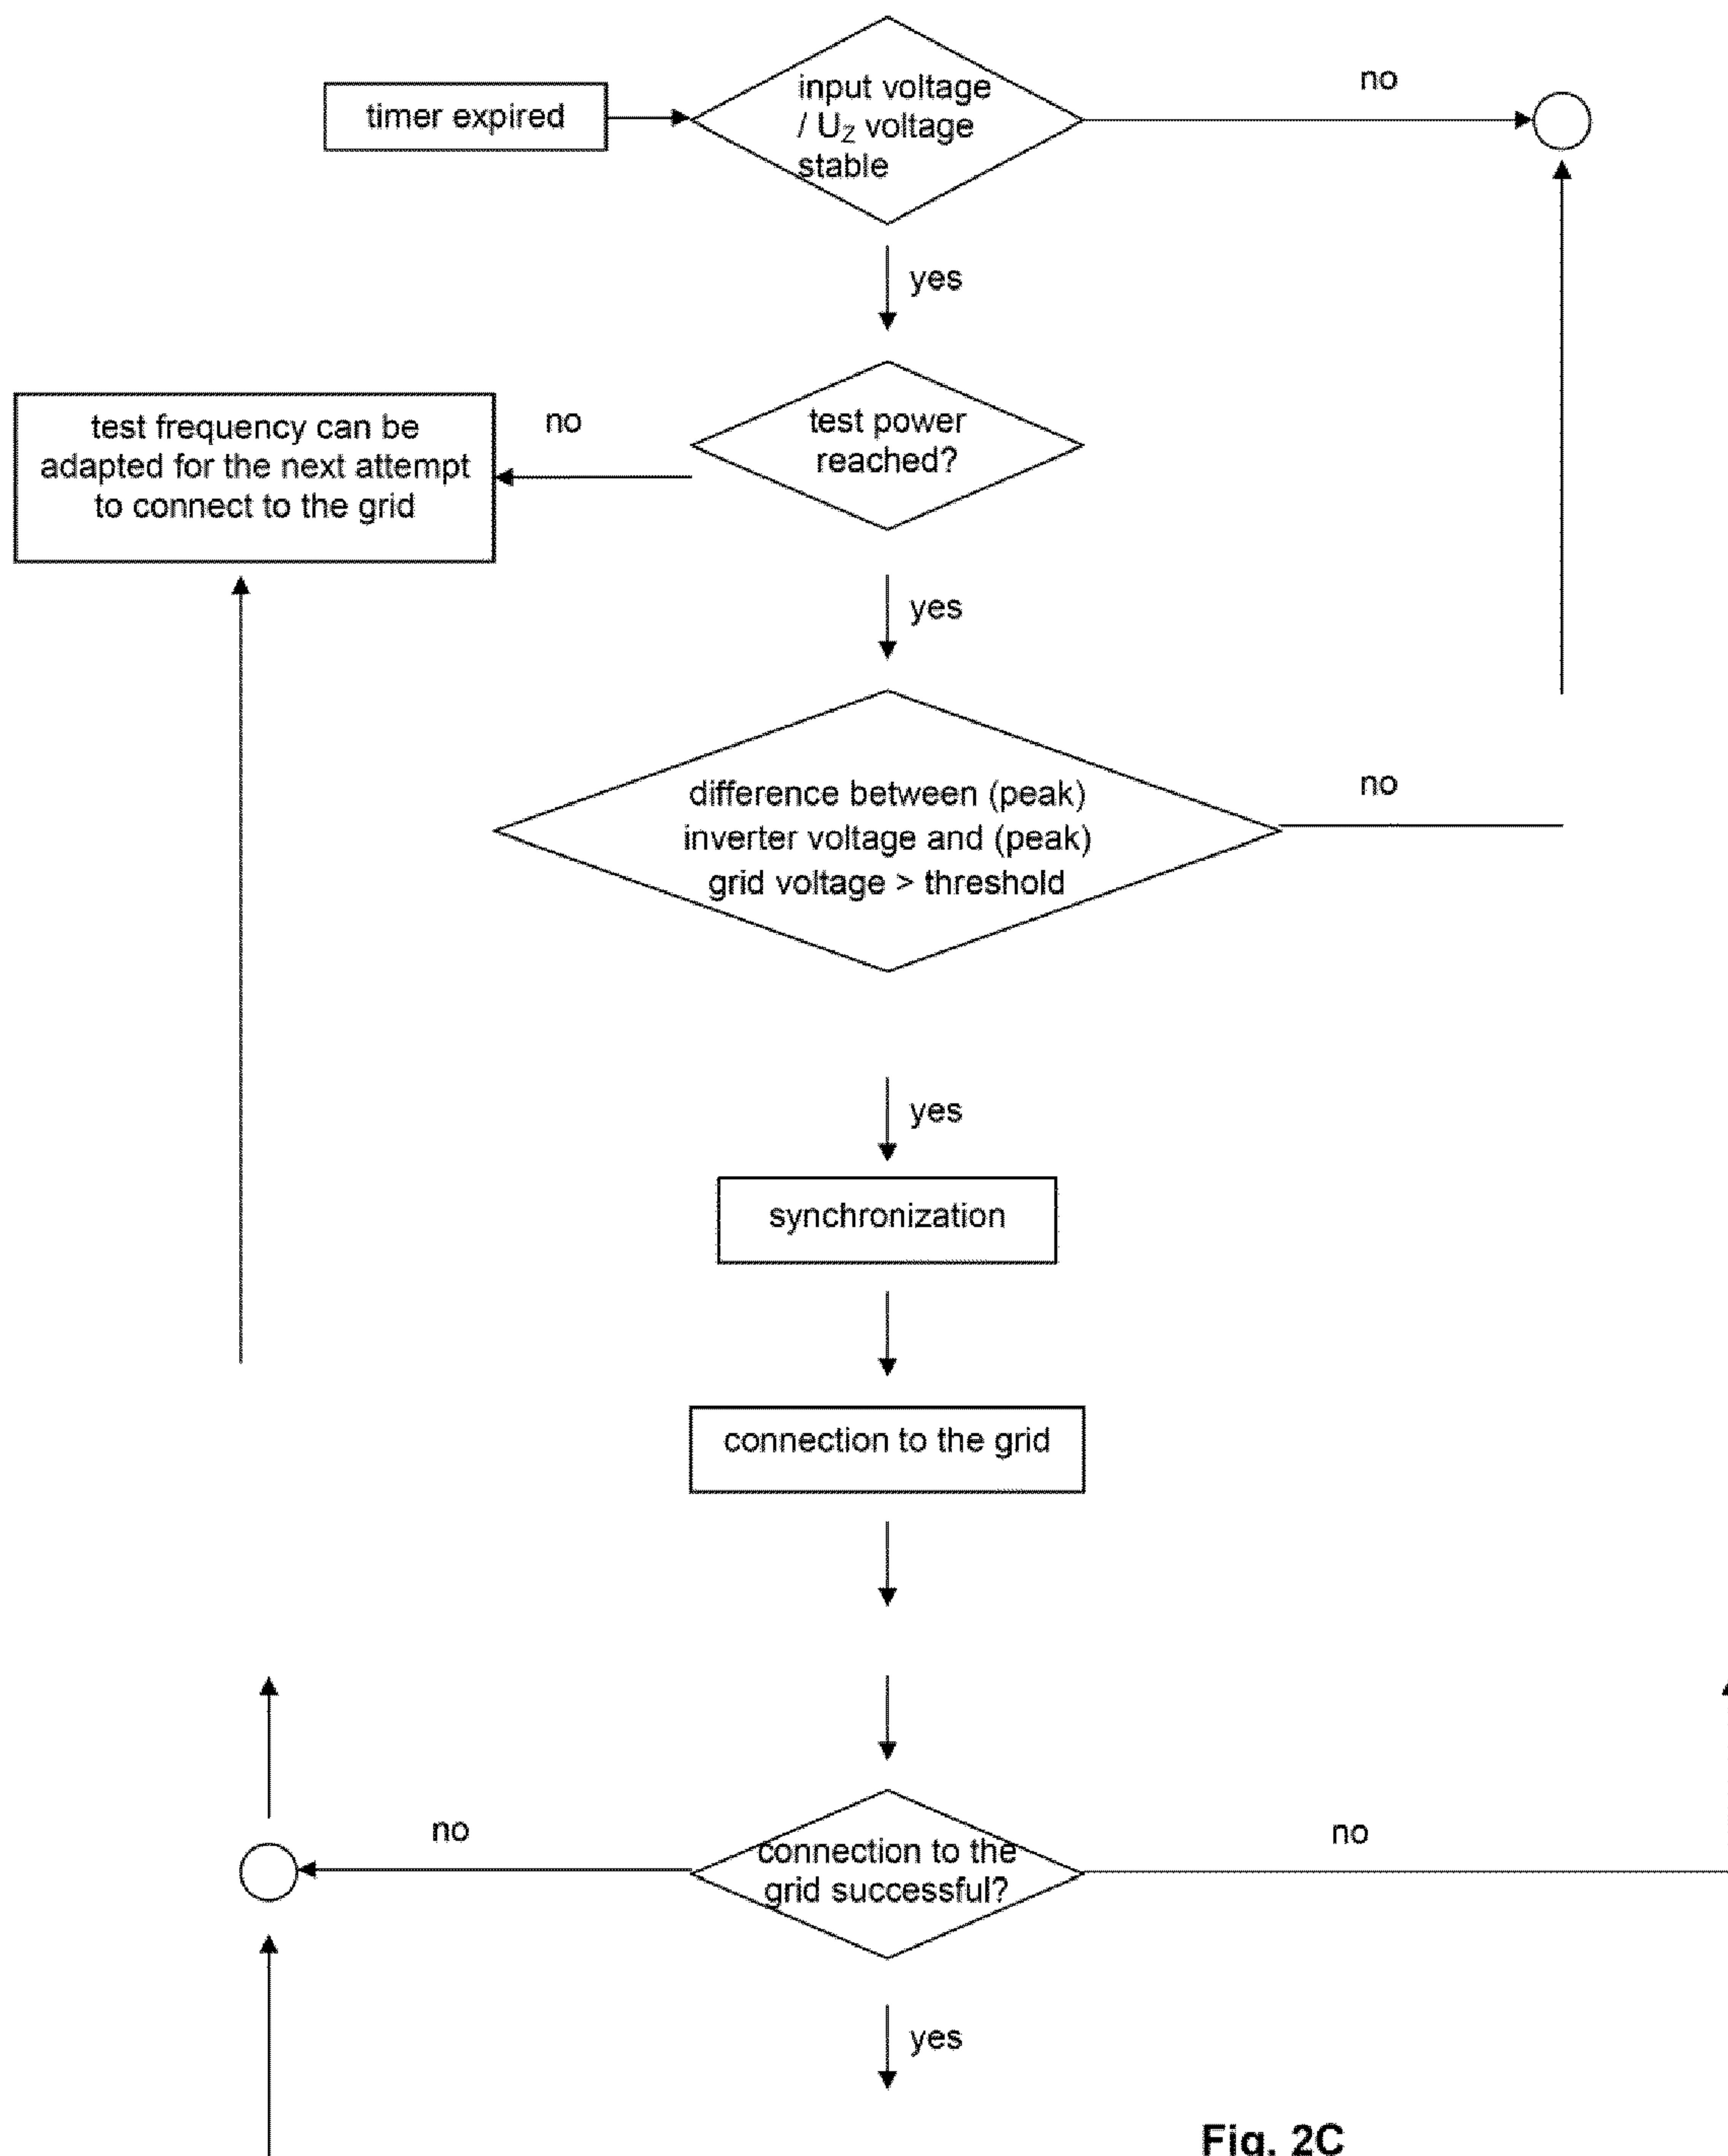 timer expired
input voltage
/ UZ voltage
stable
no
yes
test frequency can be
adapted for the next attempt
to connect to the grid
no
test power
reached?
yes
difference between (peak)
inverter voltage and (peak)
grid voltage > threshold
no
yes
synchronization
connection to the grid
no
connection to the
grid successful?
no
yes
Fig. 2C